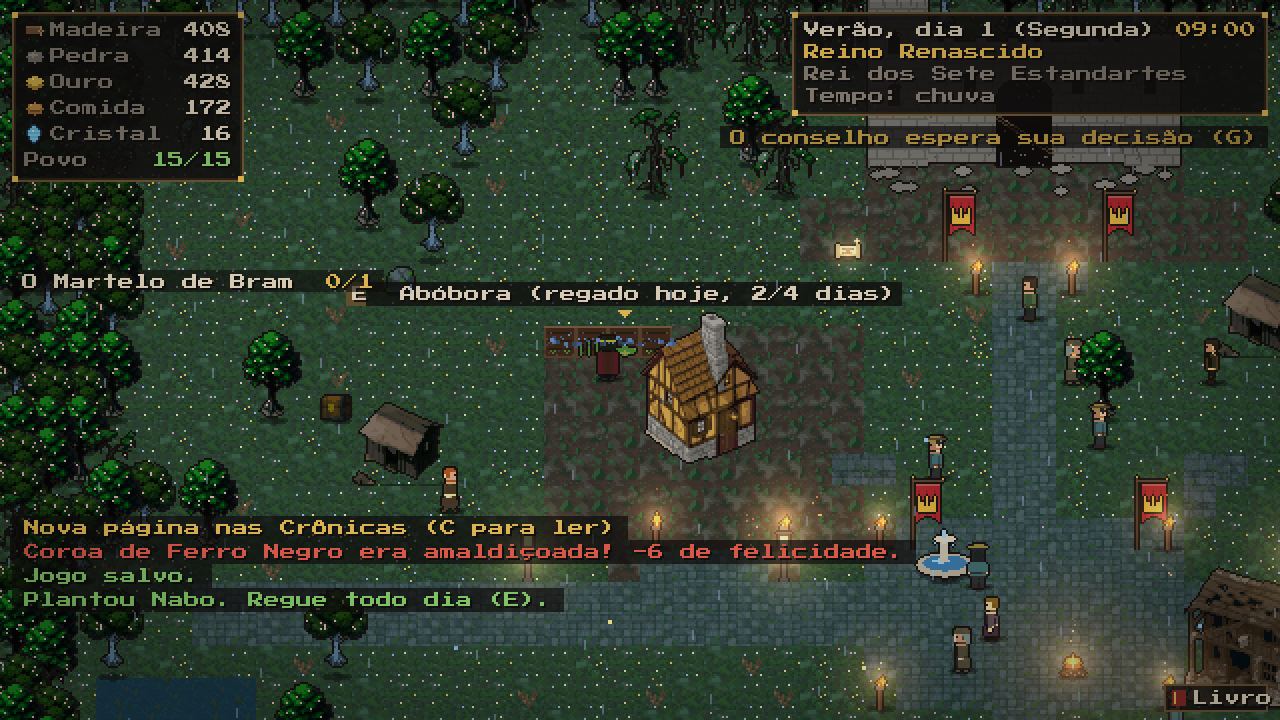 Madeira 408
Pedra 414
Ouro 428
Comida 172
Cristal 16
Povo 15/15
Verão, dia 1 (Segunda) 09:00
Reino Renascido
Rei dos Sete Estandartes
Tempo: chuva
O conselho espera sua decisão (G)
O Martelo de Bram 0/1
E Abóbora (regado hoje, 2/4 dias)
Nova página nas Crônicas (C para ler)
Coroa de Ferro Negro era amaldiçoada! -6 de felicidade.
Jogo salvo.
Plantou Nabo. Regue todo dia (E).
Livro